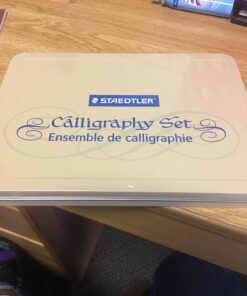 STAEDTLER
Calligraphy Set
Ensemble de calligraphie